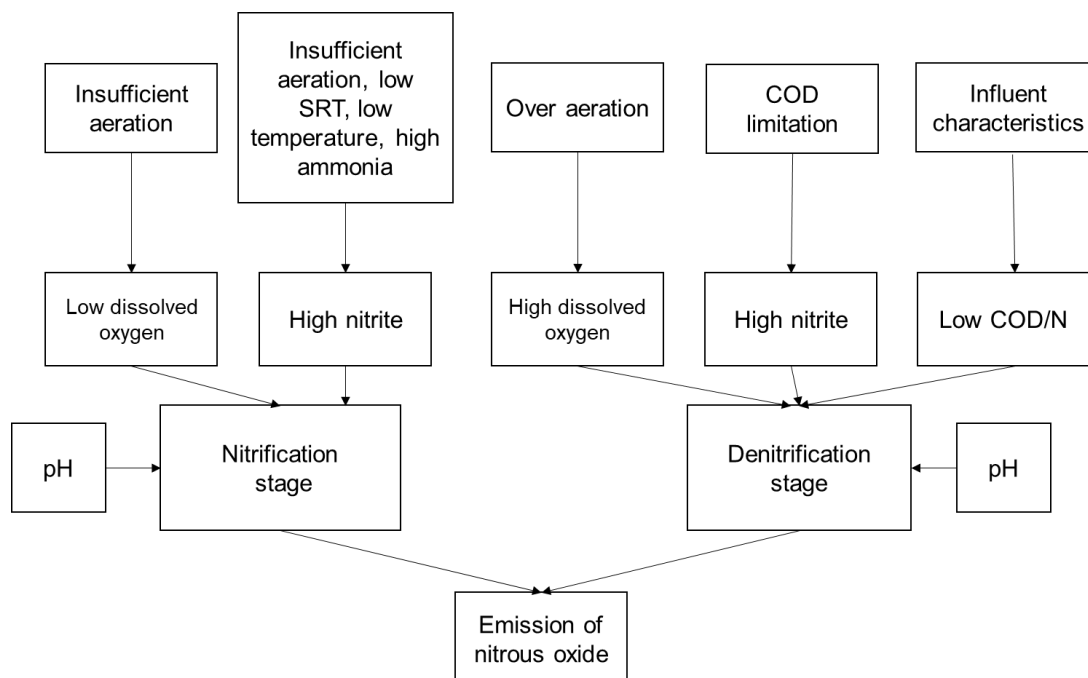 Insufficient
aeration
Insufficient
aeration, low
SRT, low
temperature, high
ammonia
Over aeration
COD
limitation
Influent
characteristics
Low dissolved
oxygen
High nitrite
High dissolved
oxygen
High nitrite
Low COD/N
pH
Nitrification
stage
Denitrification
stage
pH
Emission of
nitrous oxide